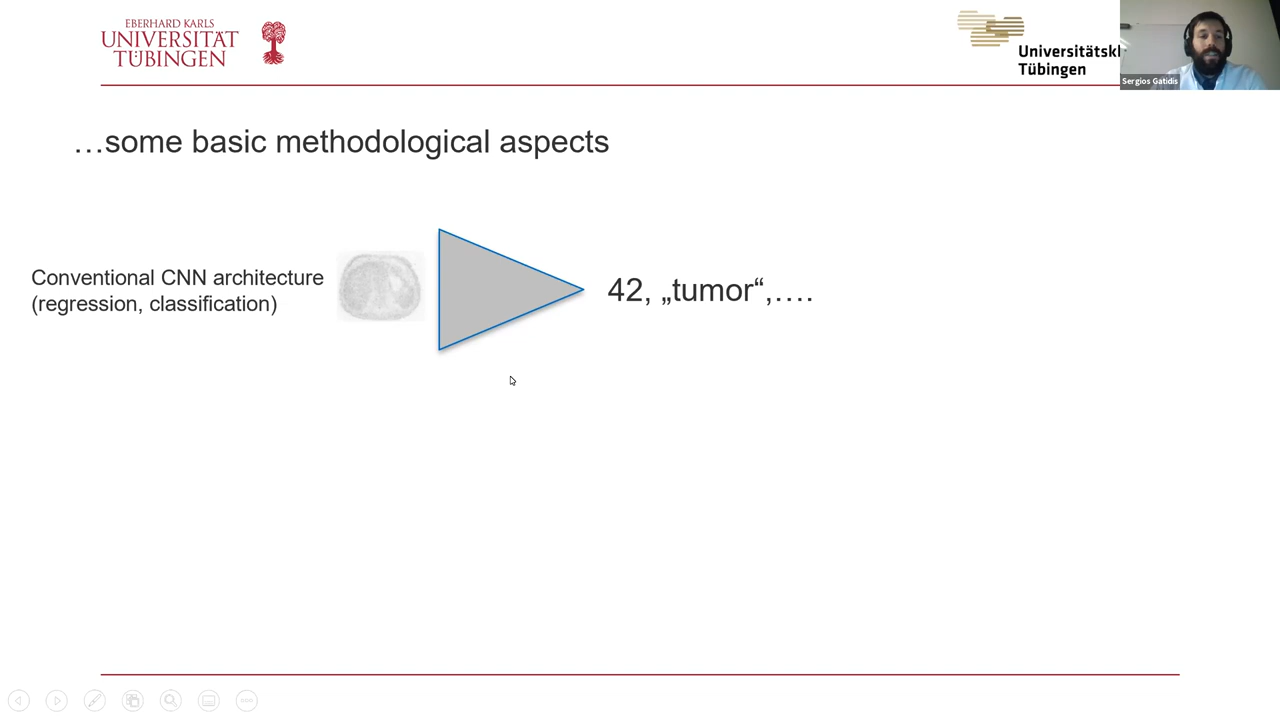 EBERHARD KARLS
UNIVERSITÄT
TÜBINGEN
Universitätskl
Tübingen
Sergios Gatidis
…some basic methodological aspects
Conventional CNN architecture
(regression, classification)
42, „tumor“,….